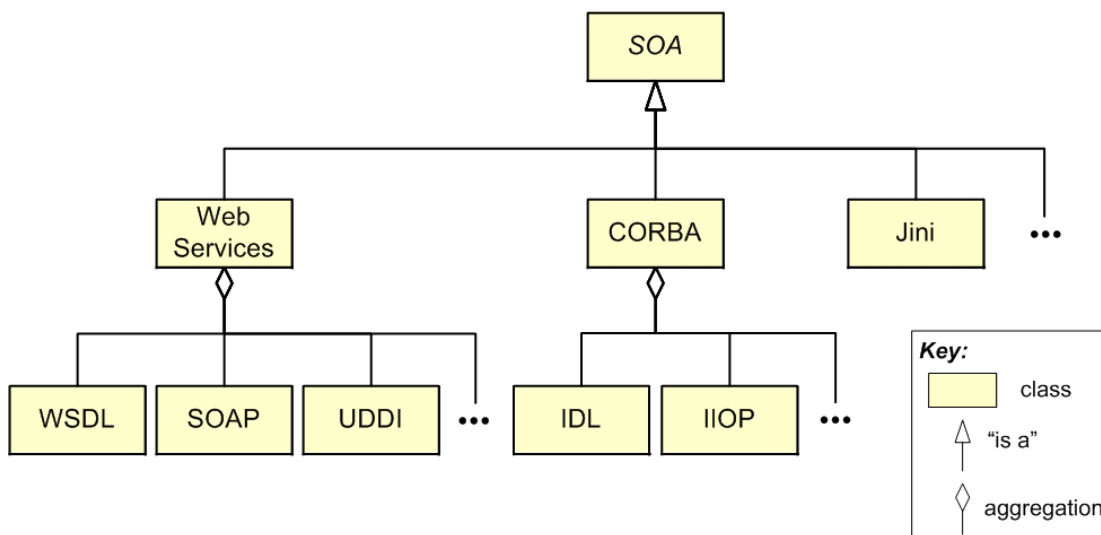 SOA
Web
Services
CORBA
Jini
...
WSDL
SOAP
UDDI
...
IDL
IIOP
...
Key:
class
“is a”
aggregation